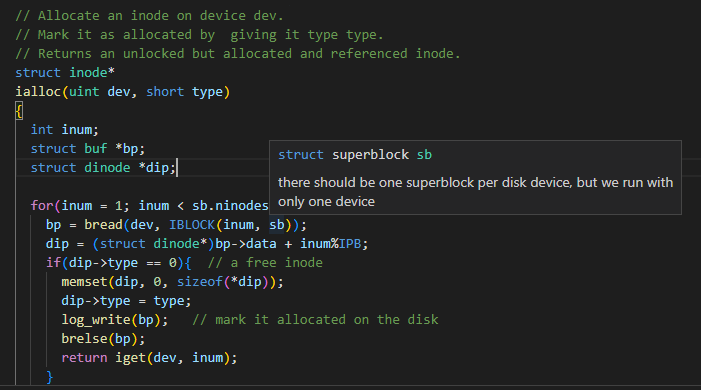 // Allocate an inode on device dev.
// Mark it as allocated by  giving it type type.
// Returns an unlocked but allocated and referenced inode.
struct inode*
ialloc(uint dev, short type)
{
int inum;
struct buf *bp;
struct dinode *dip;
struct superblock sb
there should be one superblock per disk device, but we run with
only one device
for(inum = 1; inum < sb.ninodes
bp = bread(dev, IBLOCK(inum, sb));
dip = (struct dinode*)bp->data + inum%IPB;
if(dip->type == 0){  // a free inode
memset(dip, 0, sizeof(*dip));
dip->type = type;
log_write(bp);   // mark it allocated on the disk
brelse(bp);
return iget(dev, inum);
}